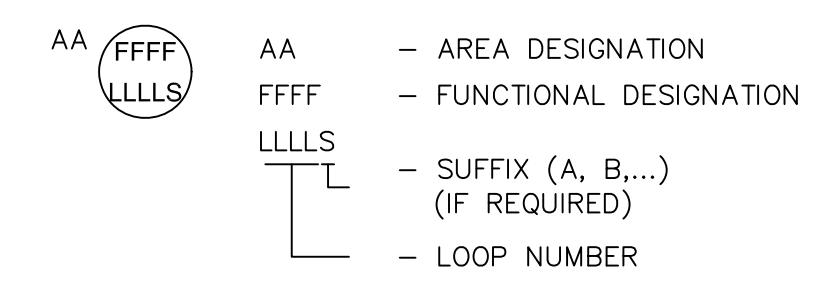 AA FFFF AA – AREA DESIGNATION
LLLLS FFFF – FUNCTIONAL DESIGNATION
LLLLS
– SUFFIX (A, B,...)
(IF REQUIRED)
– LOOP NUMBER